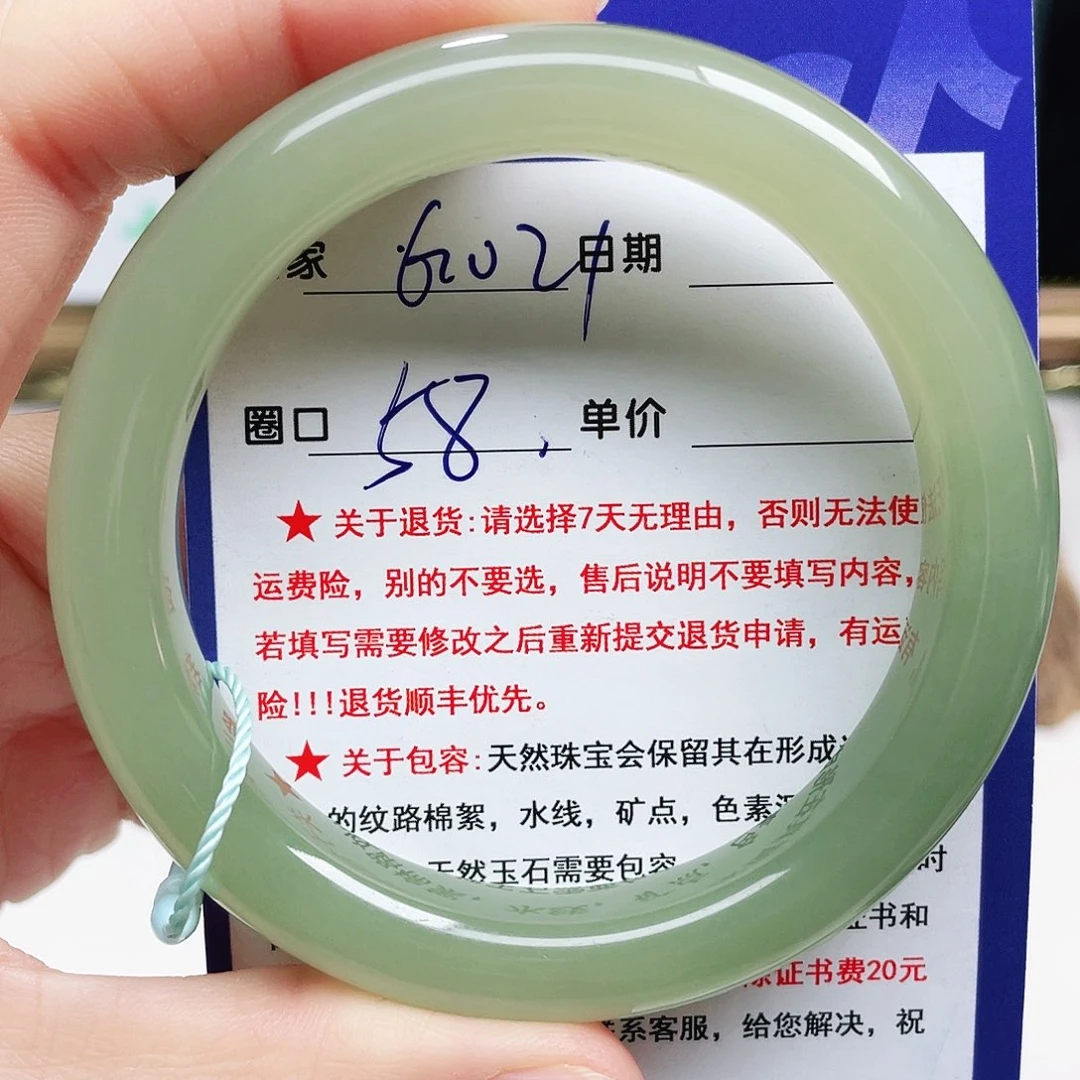 家 日期
圈口 58. 单价
★ 关于退货:请选择7天无理由，否则无法使
运费险，别的不要选，售后说明不要填写内容，
若填写需要修改之后重新提交退货申请，有运
险!!!退货顺丰优先。
★ 关于包容:天然珠宝会保留其在形成
的纹路棉絮，水线，矿点，色素
天然玉石需要包容 时
证书和
证书费20元
系客服，给您解决，祝